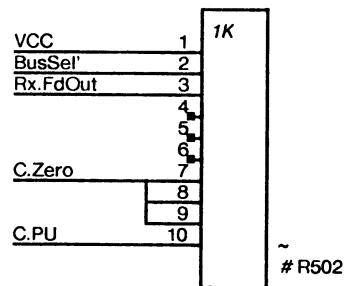 1K
VCC 1
BusSel' 2
Rx.FdOut 3
4
5
6
C.Zero 7
8
9
C.PU 10
~
# R502